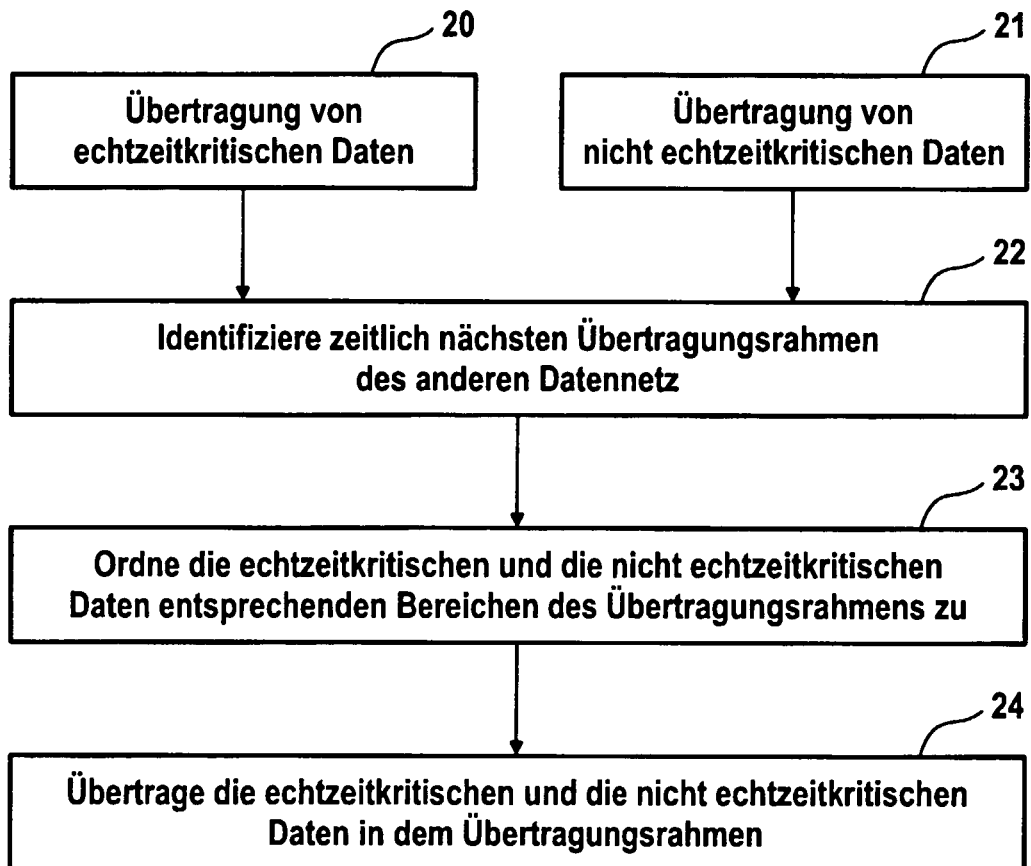 20
21
Übertragung von
echtzeitkritischen Daten
Übertragung von
nicht echtzeitkritischen Daten
22
Identifiziere zeitlich nächsten Übertragungsrahmen
des anderen Datennetz
23
Ordne die echtzeitkritischen und die nicht echtzeitkritischen
Daten entsprechenden Bereichen des Übertragungsrahmens zu
24
Übertrage die echtzeitkritischen und die nicht echtzeitkritischen
Daten in dem Übertragungsrahmen